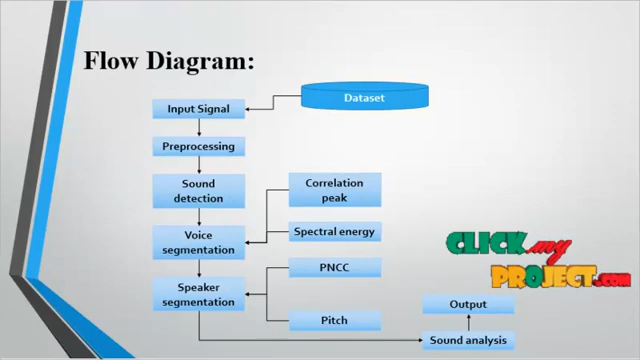 Flow Diagram:
Dataset
Input Signal
Preprocessing
Sound
detection
Correlation
peak
Voice
segmentation
Spectral energy
Speaker
segmentation
PNCC
Pitch
Output
Sound analysis
CLICK my
PROJECT.com